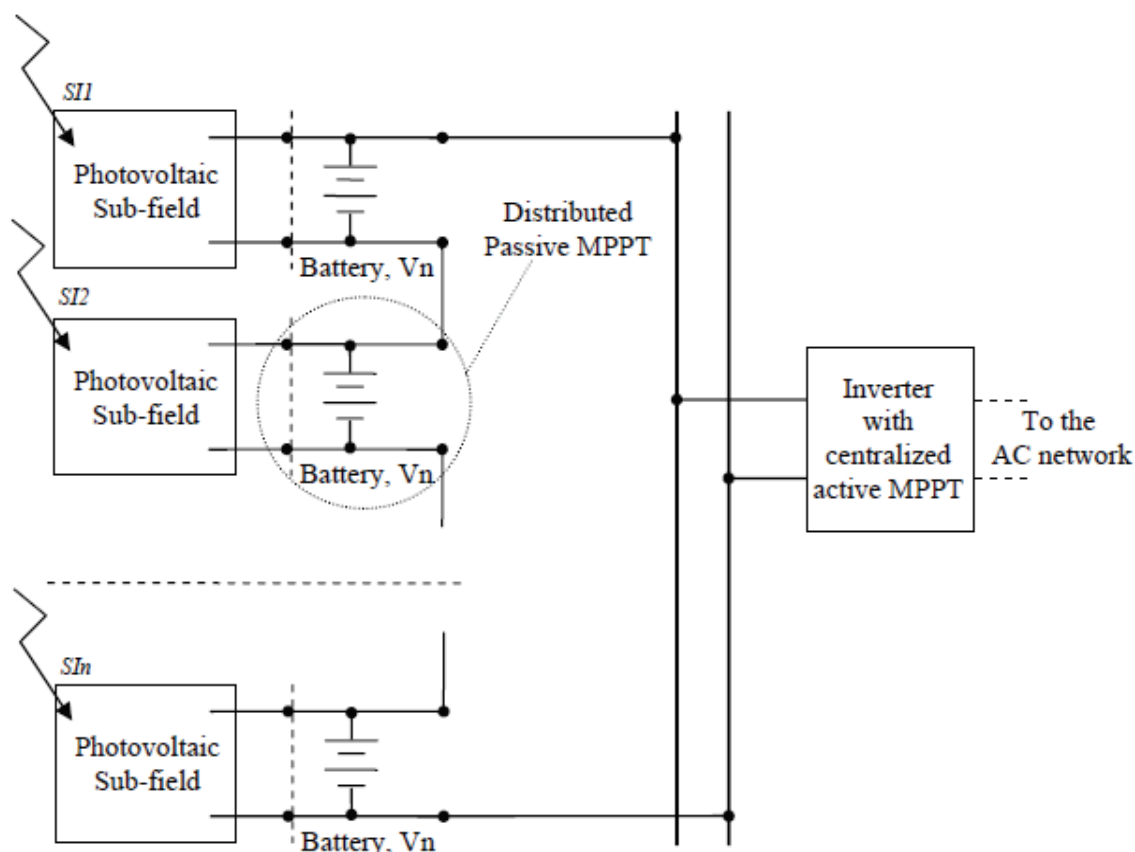 SI1
Photovoltaic
Sub-field
Battery, Vn
Distributed
Passive MPPT
SI2
Photovoltaic
Sub-field
Battery, Vn
Inverter
with
centralized
active MPPT
To the
AC network
SIn
Photovoltaic
Sub-field
Battery, Vn